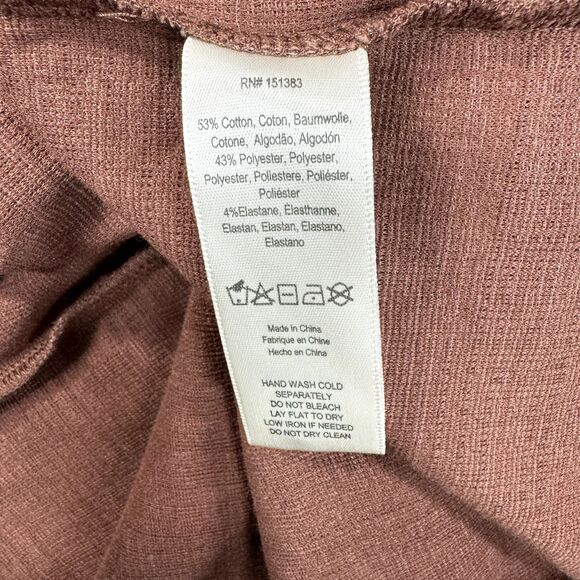 RN# 151383
53% Cotton, Coton, Baumwolle,
Cotone, Algodão, Algodón
43% Polyester, Polyester,
Polyester, Poliestere, Poliéster,
Poliéster
4%Elastane, Élasthanne,
Elastan, Elastan, Elastano,
Elastano
Made in China
Fabrique en Chine
Hecho en China
HAND WASH COLD
SEPARATELY
DO NOT BLEACH
LAY FLAT TO DRY
LOW IRON IF NEEDED
DO NOT DRY CLEAN